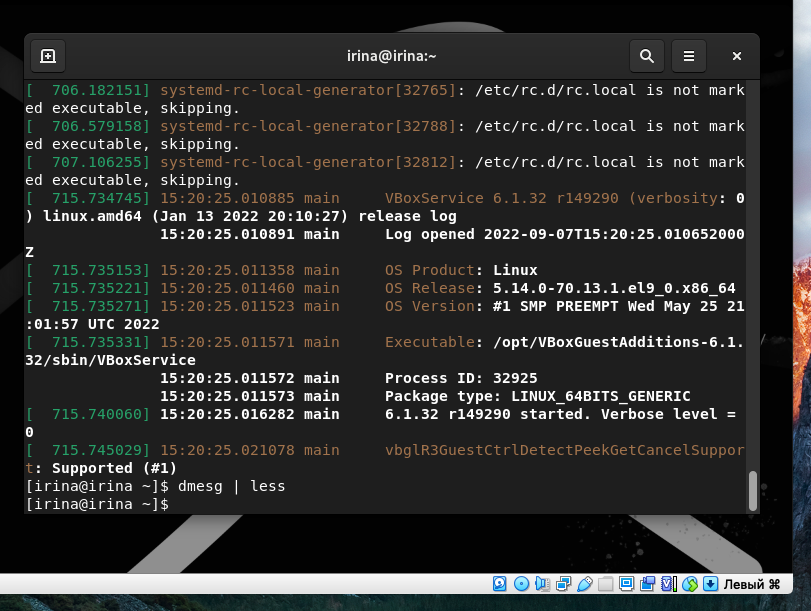 irina@irina:~
[  706.182151] systemd-rc-local-generator[32765]: /etc/rc.d/rc.local is not mark
ed executable, skipping.
[  706.579158] systemd-rc-local-generator[32788]: /etc/rc.d/rc.local is not mark
ed executable, skipping.
[  707.106255] systemd-rc-local-generator[32812]: /etc/rc.d/rc.local is not mark
ed executable, skipping.
[  715.734745] 15:20:25.010885 main     VBoxService 6.1.32 r149290 (verbosity: 0
) linux.amd64 (Jan 13 2022 20:10:27) release log
               15:20:25.010891 main     Log opened 2022-09-07T15:20:25.010652000
Z
[  715.735153] 15:20:25.011358 main     OS Product: Linux
[  715.735221] 15:20:25.011460 main     OS Release: 5.14.0-70.13.1.el9_0.x86_64
[  715.735271] 15:20:25.011523 main     OS Version: #1 SMP PREEMPT Wed May 25 21
:01:57 UTC 2022
[  715.735331] 15:20:25.011571 main     Executable: /opt/VBoxGuestAdditions-6.1.
32/sbin/VBoxService
               15:20:25.011572 main     Process ID: 32925
               15:20:25.011573 main     Package type: LINUX_64BITS_GENERIC
[  715.740060] 15:20:25.016282 main     6.1.32 r149290 started. Verbose level =
0
[  715.745029] 15:20:25.021078 main     vbglR3GuestCtrlDetectPeekGetCancelSuppor
t: Supported (#1)
[irina@irina ~]$ dmesg | less
[irina@irina ~]$
Левый ⌘